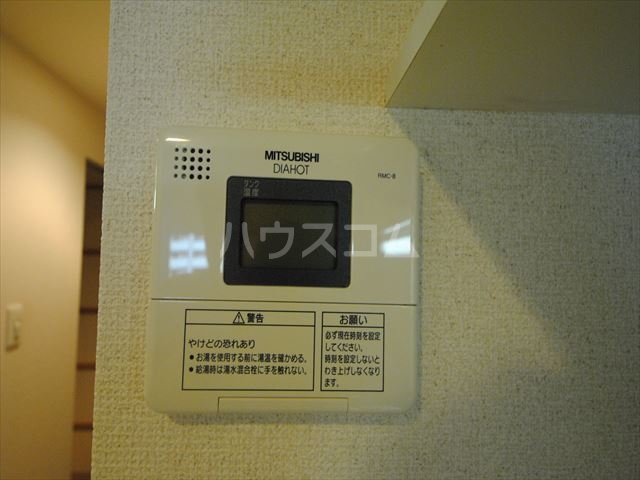 MITSUBISHI
DIAHOT
RMC-8
タンク
温度
ハウスコム
警告
やけどの恐れあり
● お湯を使用する前に湯温を確かめる。
● 給湯時は湯水混合栓に手を触れない。
お願い
必ず現在時刻を設定
してください。
時刻を設定しないと
わき上げしなくなり
ます。